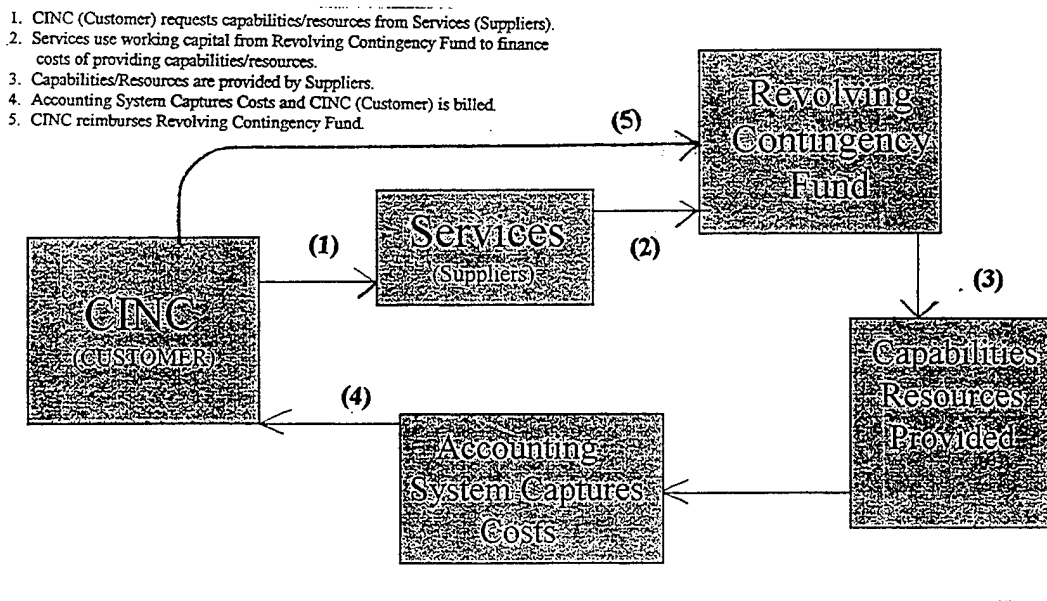 1. CINC (Customer) requests capabilities/resources from Services (Suppliers).
2. Services use working capital from Revolving Contingency Fund to finance
costs of providing capabilities/resources.
3. Capabilities/Resources are provided by Suppliers.
4. Accounting System Captures Costs and CINC (Customer) is billed.
5. CINC reimburses Revolving Contingency Fund.
(5)
Revolving
Contingency
Fund
Services
(Suppliers)
(1)
(2)
(3)
CINC
(CUSTOMER)
Capabilities
Resources
Provided
(4)
Accounting
System Captures
Costs